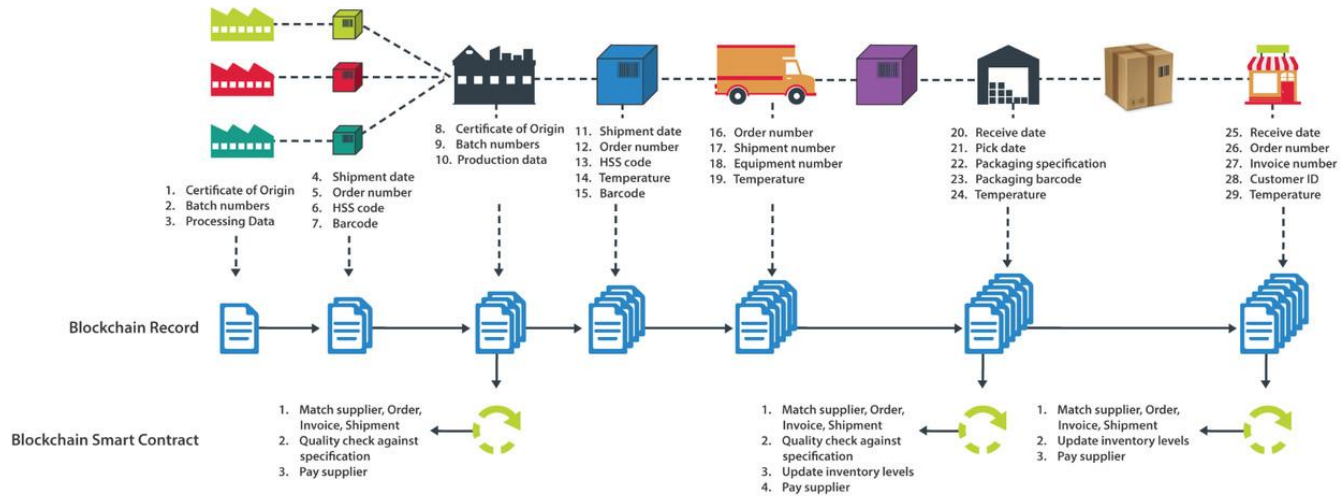 1. Certificate of Origin
2. Batch numbers
3. Processing Data
4. Shipment date
5. Order number
6. HSS code
7. Barcode
8. Certificate of Origin
9. Batch numbers
10. Production data
11. Shipment date
12. Order number
13. HSS code
14. Temperature
15. Barcode
16. Order number
17. Shipment number
18. Equipment number
19. Temperature
20. Receive date
21. Pick date
22. Packaging specification
23. Packaging barcode
24. Temperature
25. Receive date
26. Order number
27. Invoice number
28. Customer ID
29. Temperature
Blockchain Record
Blockchain Smart Contract
1. Match supplier, Order,
Invoice, Shipment
2. Quality check against
specification
3. Pay supplier
1. Match supplier, Order,
Invoice, Shipment
2. Quality check against
specification
3. Update inventory levels
4. Pay supplier
1. Match supplier, Order,
Invoice, Shipment
2. Update inventory levels
3. Pay supplier